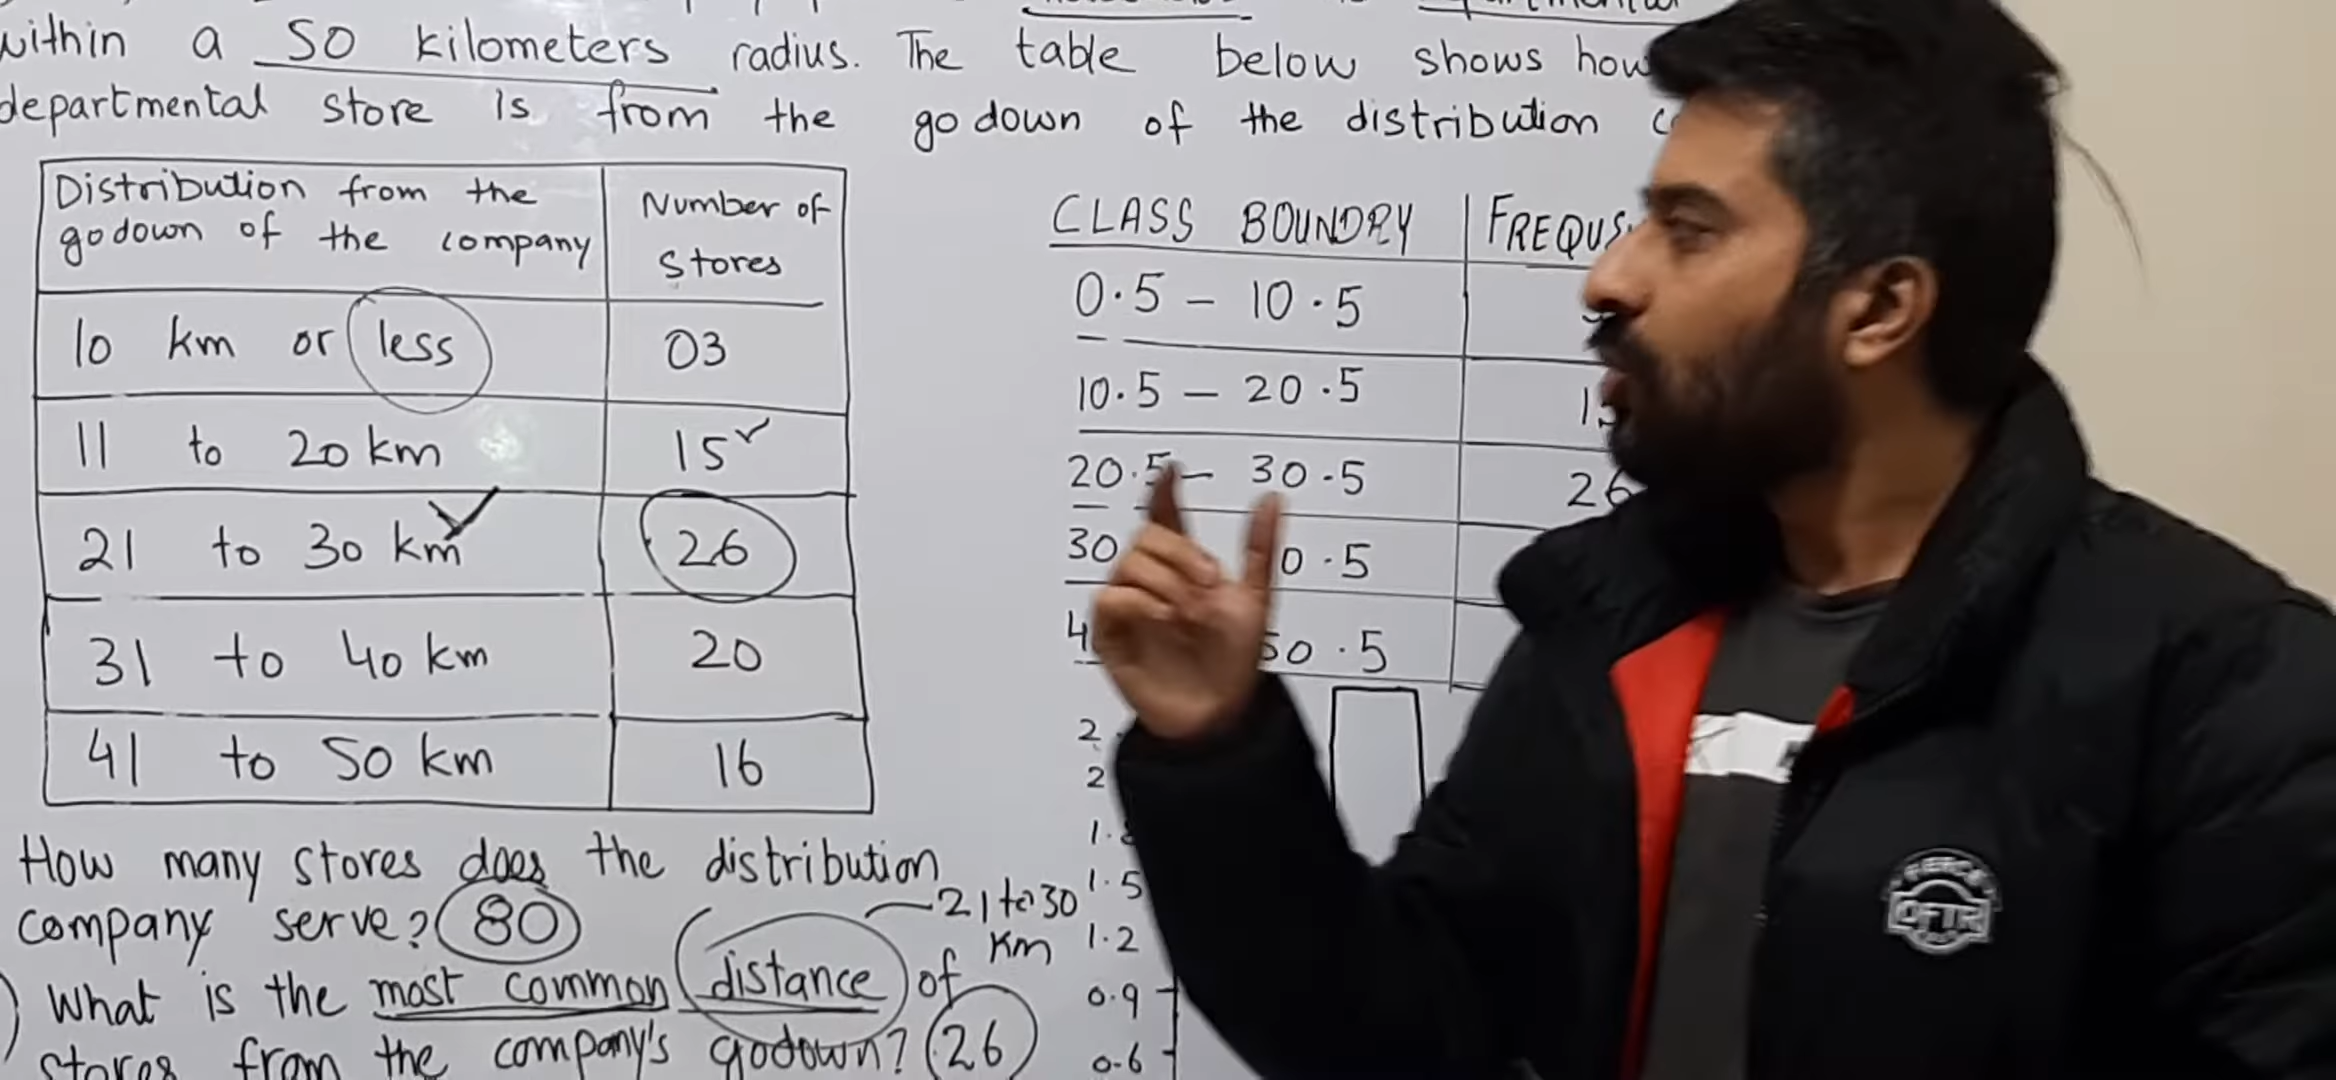 within a 50 kilometers radius. The table below shows how
departmental store is from the godown of the distribution
Distribution from the
godown of the company
Number of
Stores
10 km or less 03
11 to 20 km 15
21 to 30 km 26
31 to 40 km 20
41 to 50 km 16
CLASS BOUNDRY FREQUS
0.5 - 10.5
10.5 - 20.5
20.5 - 30.5 26
30 0.5
4 50.5
2
2
1.5
1.2
0.9
0.6
How many stores does the distribution
company serve? 80
21 to 30
km
What is the most common distance of
stores from the company's godown? 26